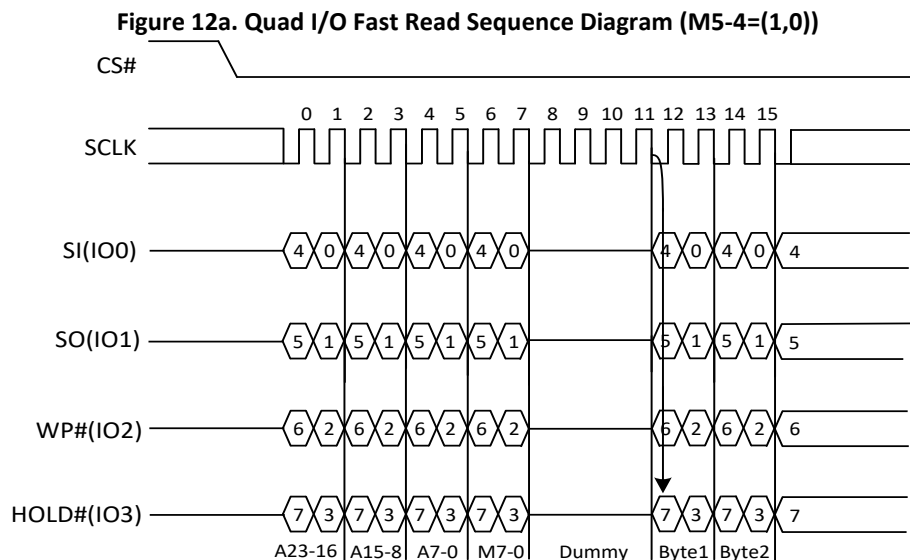 Figure 12a. Quad I/O Fast Read Sequence Diagram (M5-4=(1,0))
CS#
0 1 2 3 4 5 6 7 8 9 10 11 12 13 14 15
SCLK
SI(IO0) 4 0 4 0 4 0 4 0 4 0 4 0 4
SO(IO1) 5 1 5 1 5 1 5 1 5 1 5 1 5
WP#(IO2) 6 2 6 2 6 2 6 2 6 2 6 2 6
HOLD#(IO3) 7 3 7 3 7 3 7 3 7 3 7 3 7
A23-16 A15-8 A7-0 M7-0 Dummy Byte1 Byte2